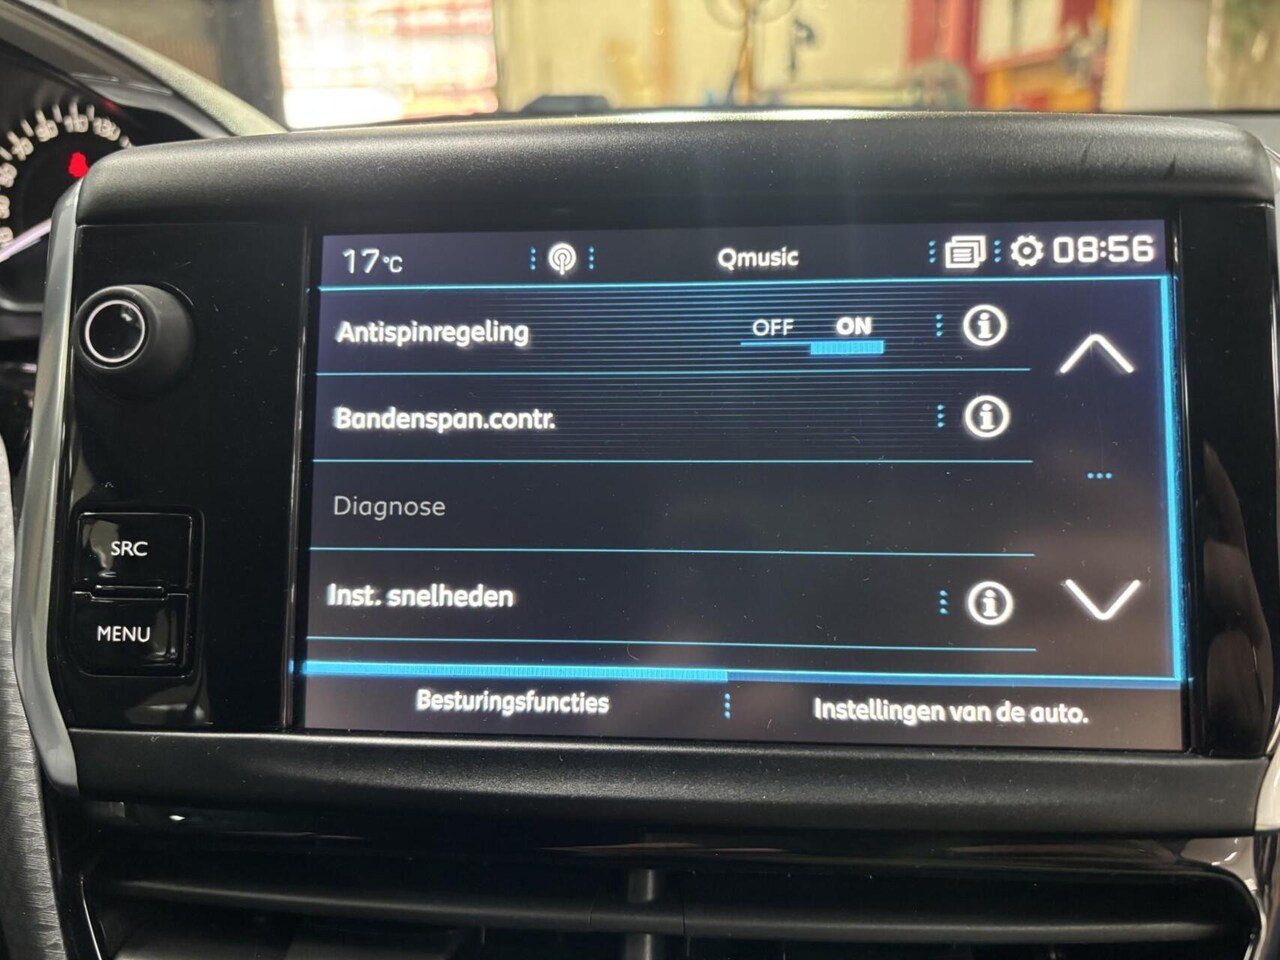 17°C
Qmusic
08:56
Antispinregeling OFF ON
Bandenspan.contr.
Diagnose
Inst. snelheden
Besturingsfuncties
Instellingen van de auto.
SRC
MENU